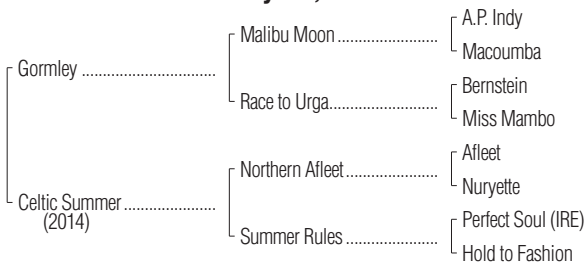 A.P. Indy
Malibu Moon
Macoumba
Gormley
Bernstein
Race to Urga
Miss Mambo
Afleet
Northern Afleet
Nuryette
Celtic Summer
(2014)
Perfect Soul (IRE)
Summer Rules
Hold to Fashion